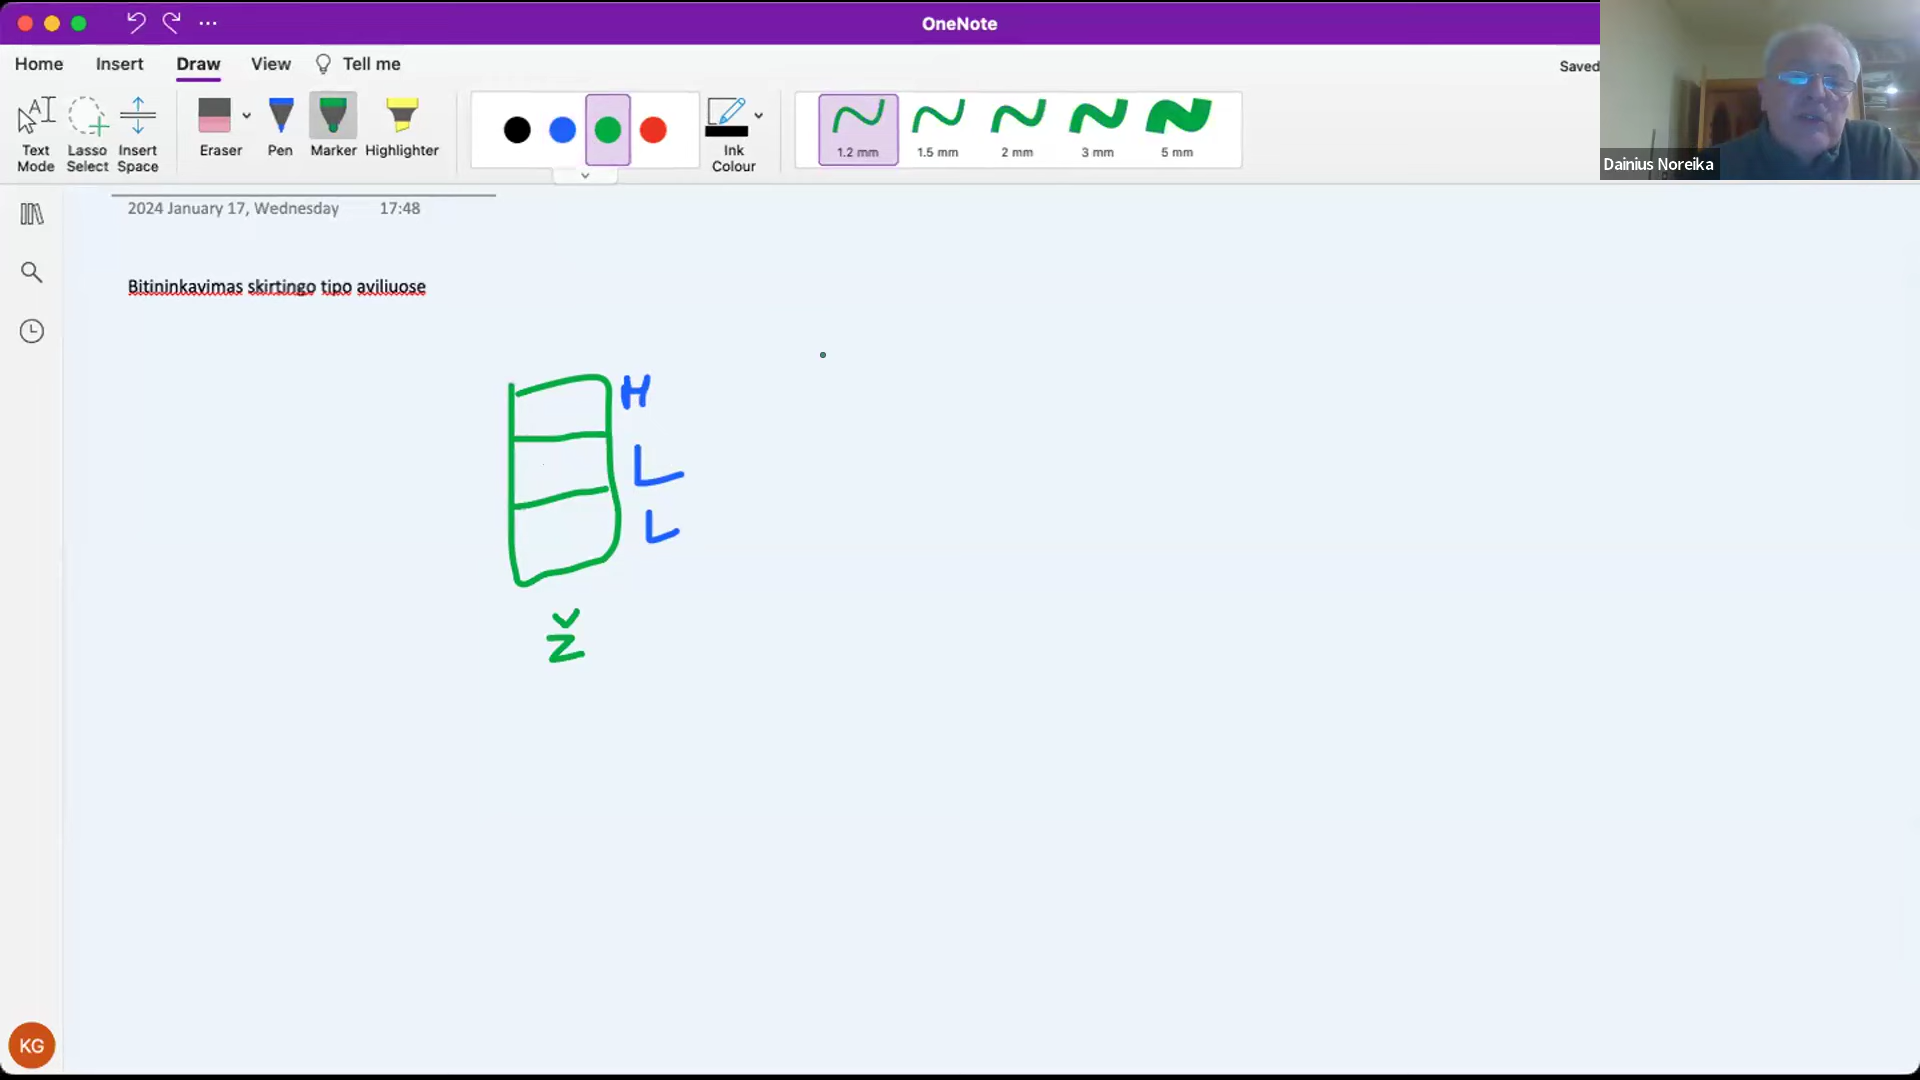 OneNote
Home Insert Draw View Tell me
Saved
Text Mode
Lasso Select
Insert Space
Eraser
Pen
Marker
Highlighter
Ink Colour
1.2 mm
1.5 mm
2 mm
3 mm
5 mm
Dainius Noreika
2024 January 17, Wednesday 17:48
Bitininkavimas skirtingo tipo aviliuose
H
L
L
Ž
KG